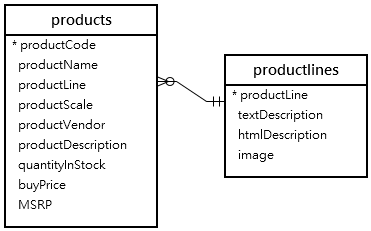 products
* productCode
productName
productLine
productScale
productVendor
productDescription
quantityInStock
buyPrice
MSRP
productlines
* productLine
textDescription
htmlDescription
image